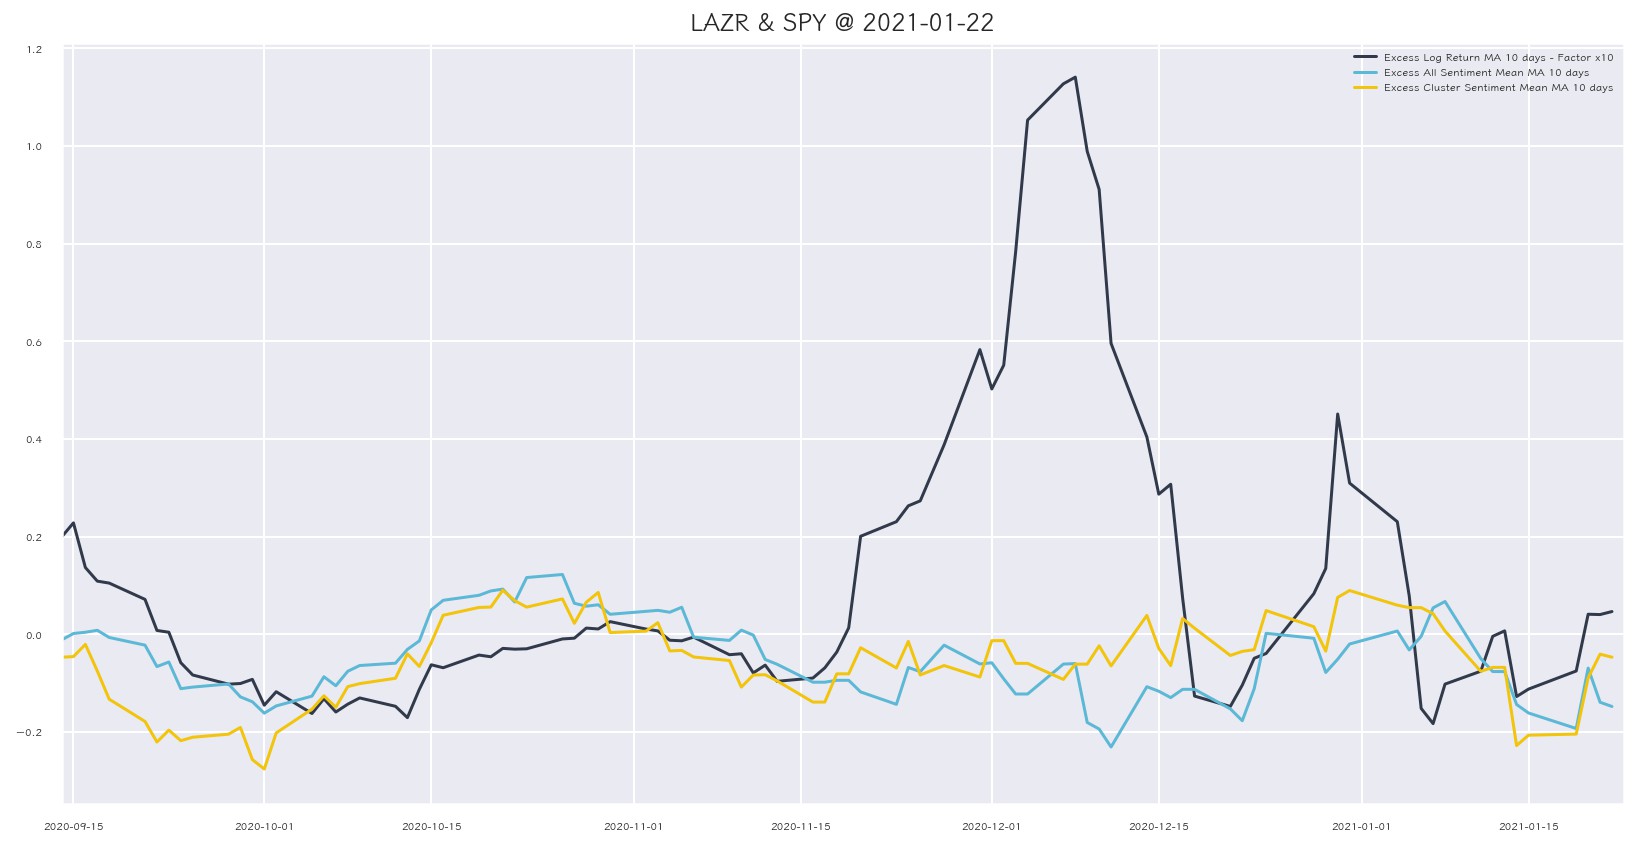 LAZR & SPY @ 2021-01-22
Excess Log Return MA 10 days - Factor x10
Excess All Sentiment Mean MA 10 days
Excess Cluster Sentiment Mean MA 10 days
1.2
1.0
0.8
0.6
0.4
0.2
0.0
−0.2
2020-09-15 2020-10-01 2020-10-15 2020-11-01 2020-11-15 2020-12-01 2020-12-15 2021-01-01 2021-01-15